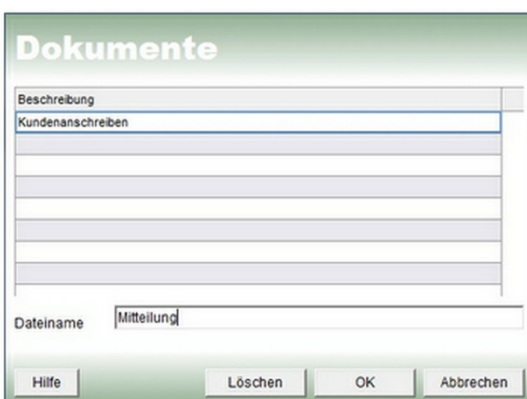 Dokumente
Beschreibung
Kundenanschreiben
Dateiname Mitteilung
Hilfe Löschen OK Abbrechen